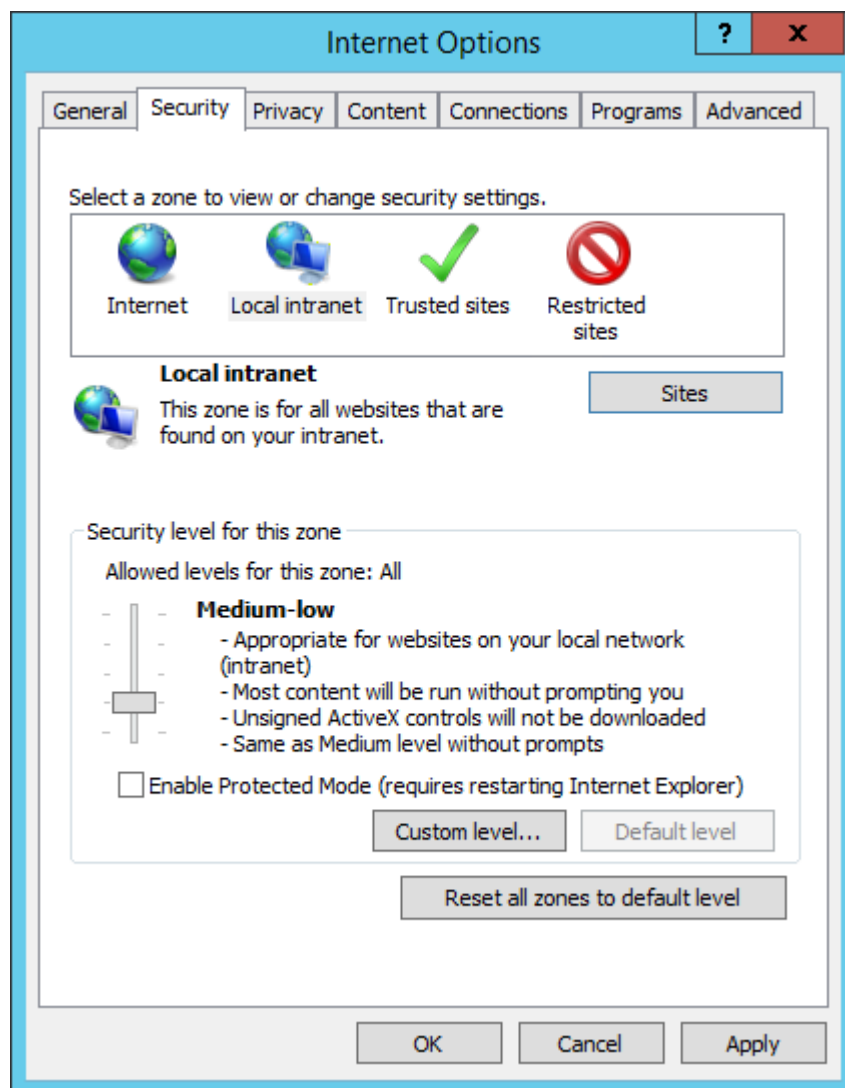 Internet Options
?
x
General Security Privacy Content Connections Programs Advanced
Select a zone to view or change security settings.
Internet Local intranet Trusted sites Restricted
sites
Local intranet
Sites
This zone is for all websites that are
found on your intranet.
Security level for this zone
Allowed levels for this zone: All
Medium-low
- Appropriate for websites on your local network
(intranet)
- Most content will be run without prompting you
- Unsigned ActiveX controls will not be downloaded
- Same as Medium level without prompts
Enable Protected Mode (requires restarting Internet Explorer)
Custom level...
Default level
Reset all zones to default level
OK
Cancel
Apply